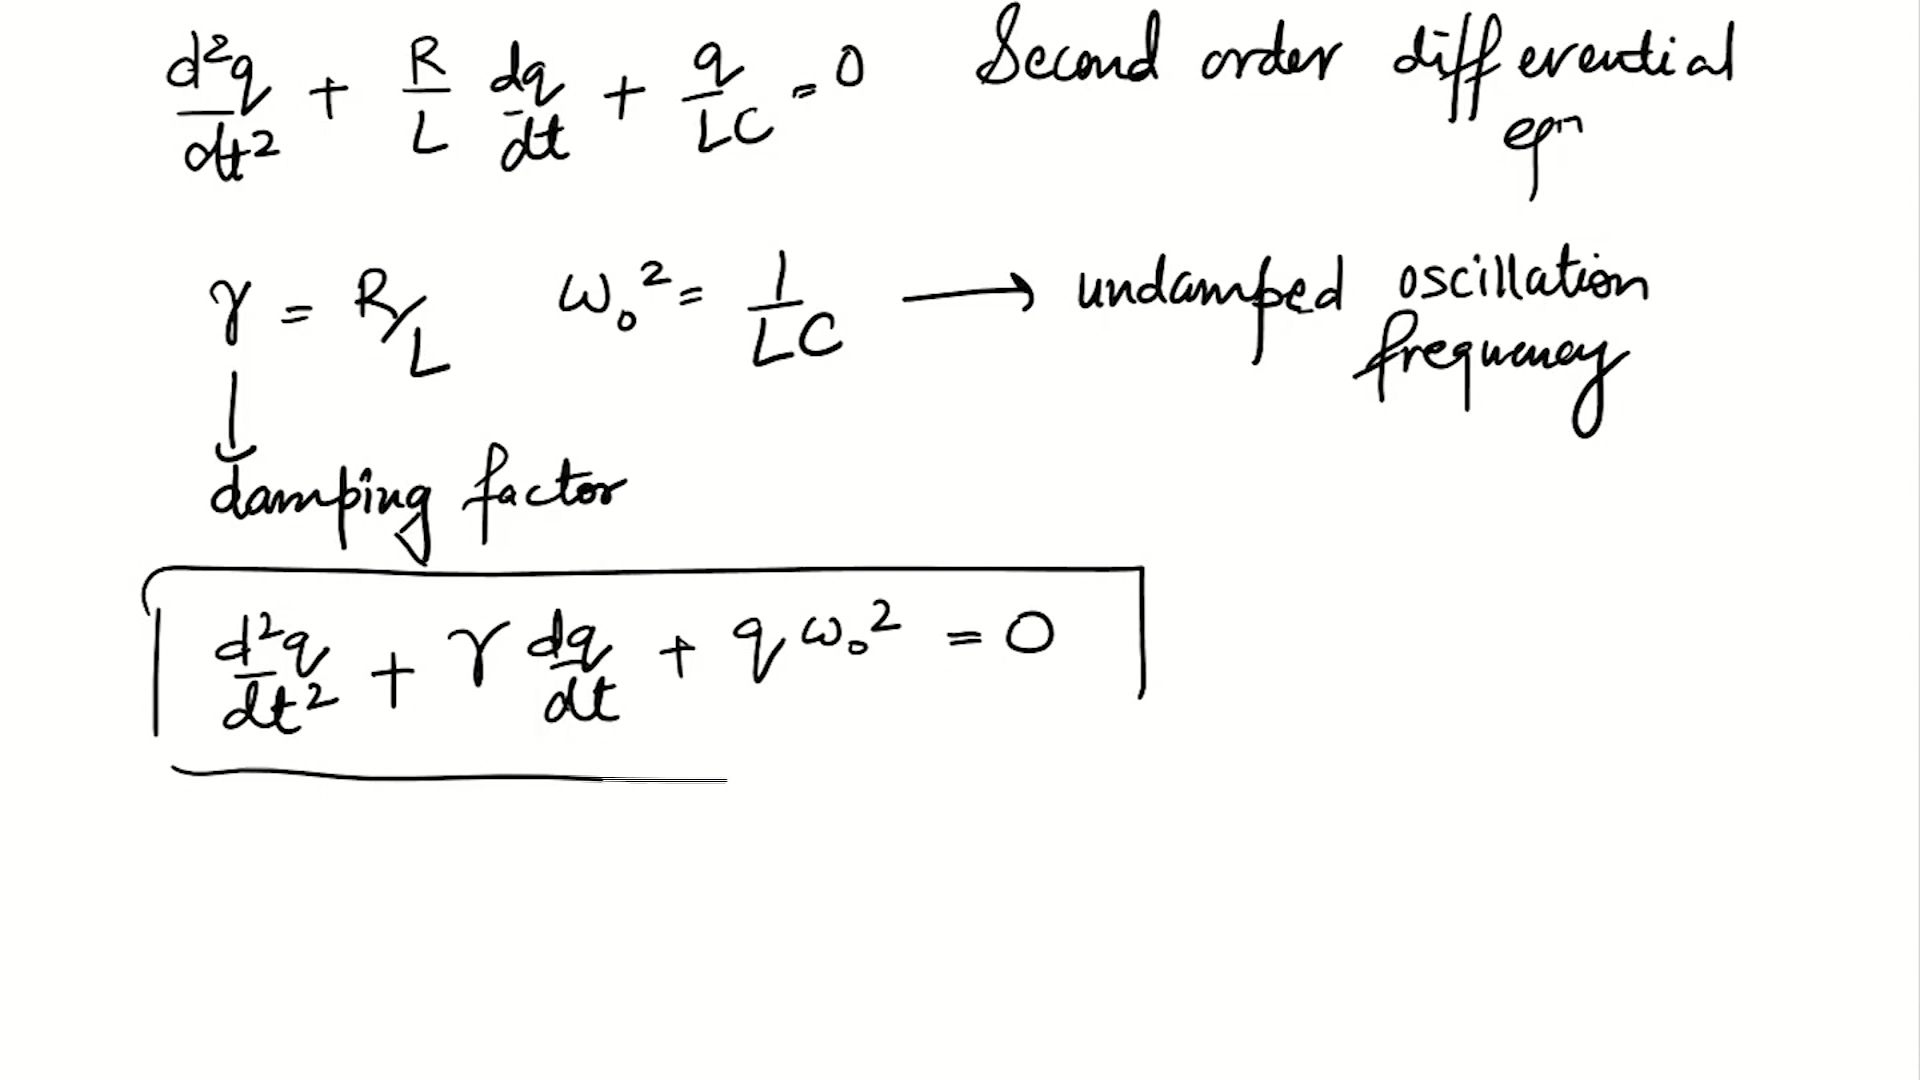 d²q/dt² + R/L dq/dt + q/LC = 0 Second order differential
eqn
γ = R/L ω₀² = 1/LC → undamped oscillation
frequency
↓
damping factor
d²q/dt² + γ dq/dt + q ω₀² = 0